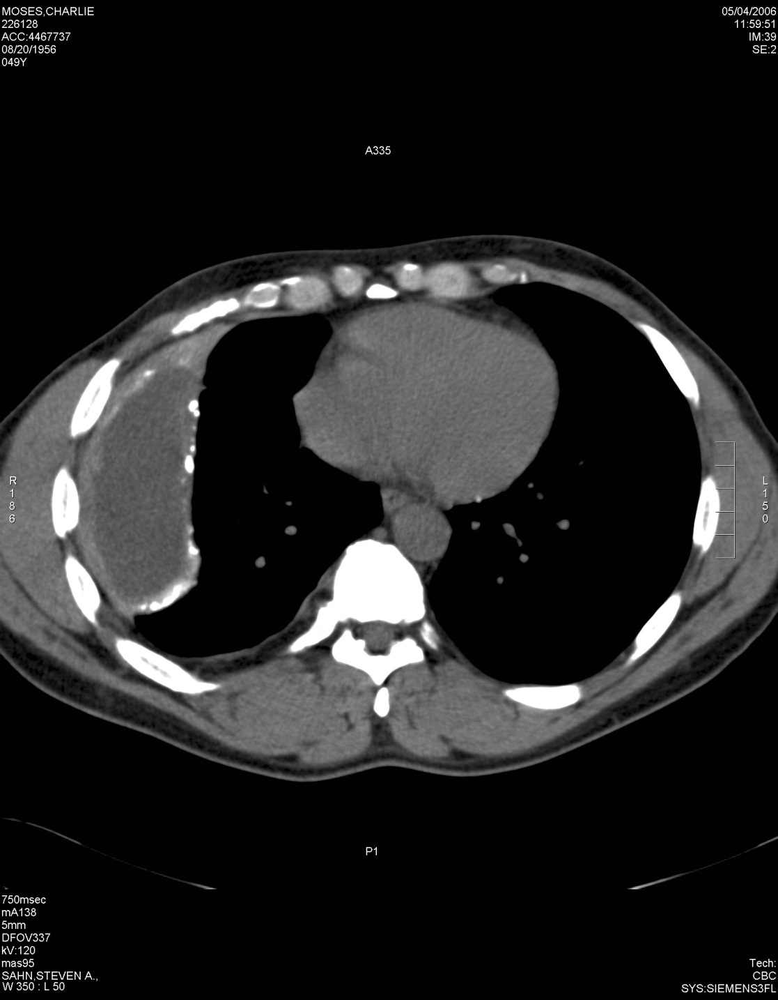 MOSES,CHARLIE
226128
ACC:4467737
08/20/1956
049Y
05/04/2006
11:59:51
IM:39
SE:2
A335
R
1
8
6
L
1
5
0
P1
750msec
mA138
5mm
DFOV337
kV:120
mas95
SAHN,STEVEN A.,
W 350 : L 50
Tech:
CBC
SYS:SIEMENS3FL